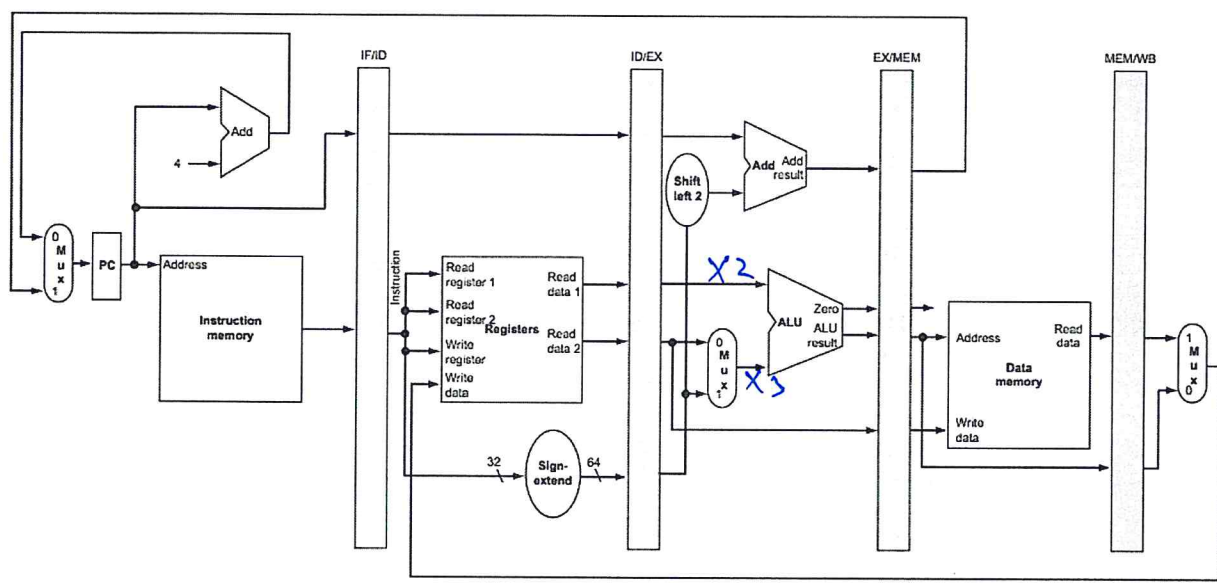 IF/ID
ID/EX
EX/MEM
MEM/WB
Add
4
Shift
left 2
Add
Add
result
0
M
u
x
1
PC
Address
Instruction
memory
Instruction
Read
register 1
Read
register 2
Write
register
Write
data
Registers
Read
data 1
Read
data 2
X2
0
M
u
x
1
X3
ALU
Zero
ALU
result
Address
Write
data
Data
memory
Read
data
1
M
u
x
0
32
Sign-
extend
64